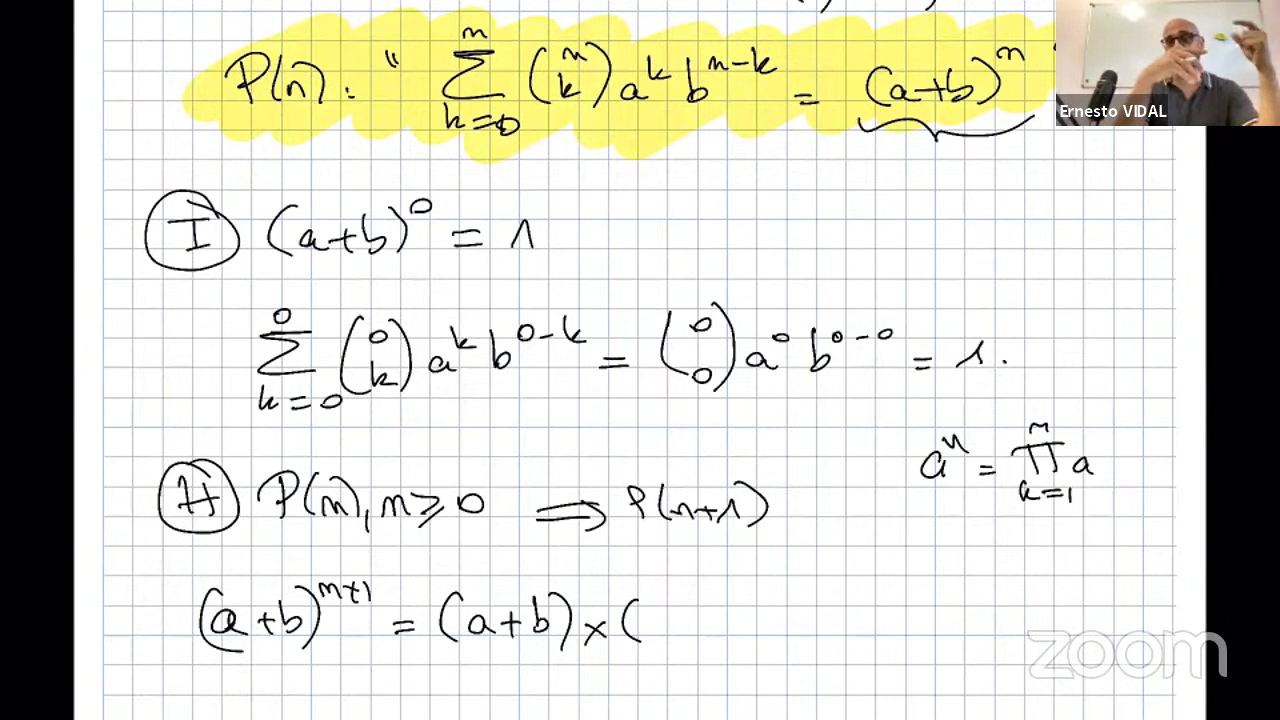 P(n) : " ∑_{k=0}^{n} (n k) a^k b^{n-k} = (a+b)^n "
Ernesto VIDAL
I (a+b)^0 = 1
∑_{k=0}^{0} (0 k) a^k b^{0-k} = (0 0) a^0 b^{0-0} = 1.
a^n = ∏_{k=1}^{n} a
H P(n), n ⩾ 0 ⟹ P(n+1)
(a+b)^{n+1} = (a+b) × (
zoom